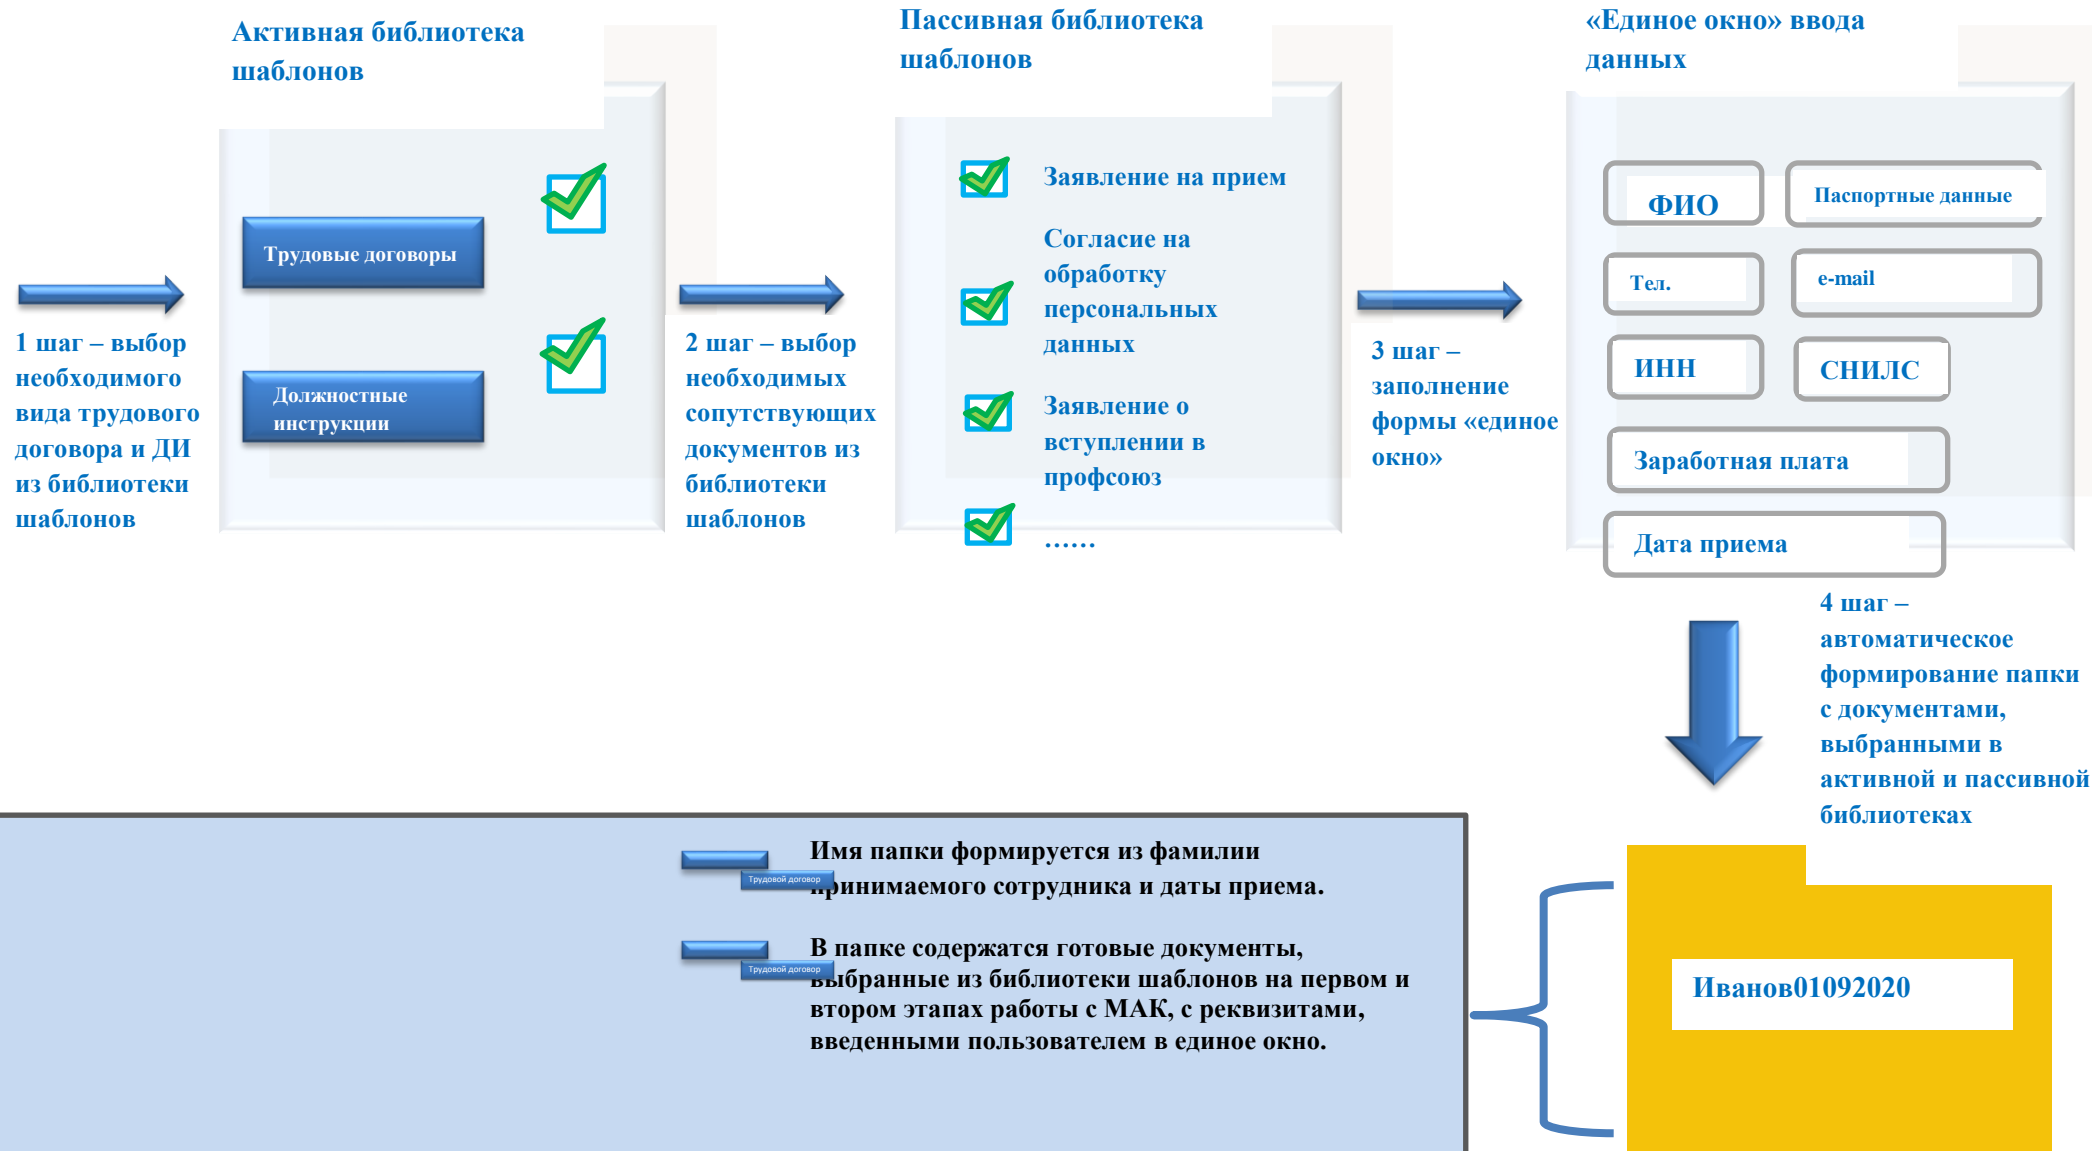 Активная библиотека
шаблонов
Пассивная библиотека
шаблонов
«Единое окно» ввода
данных
1 шаг – выбор
необходимого
вида трудового
договора и ДИ
из библиотеки
шаблонов
Трудовые договоры
Должностные
инструкции
2 шаг – выбор
необходимых
сопутствующих
документов из
библиотеки
шаблонов
Заявление на прием
Согласие на
обработку
персональных
данных
Заявление о
вступлении в
профсоюз
......
3 шаг –
заполнение
формы «единое
окно»
ФИО
Паспортные данные
Тел.
e-mail
ИНН
СНИЛС
Заработная плата
Дата приема
4 шаг –
автоматическое
формирование папки
с документами,
выбранными в
активной и пассивной
библиотеках
Имя папки формируется из фамилии
Трудовой договор
принимаемого сотрудника и даты приема.
В папке содержатся готовые документы,
Трудовой договор
выбранные из библиотеки шаблонов на первом и
втором этапах работы с МАК, с реквизитами,
введенными пользователем в единое окно.
Иванов01092020